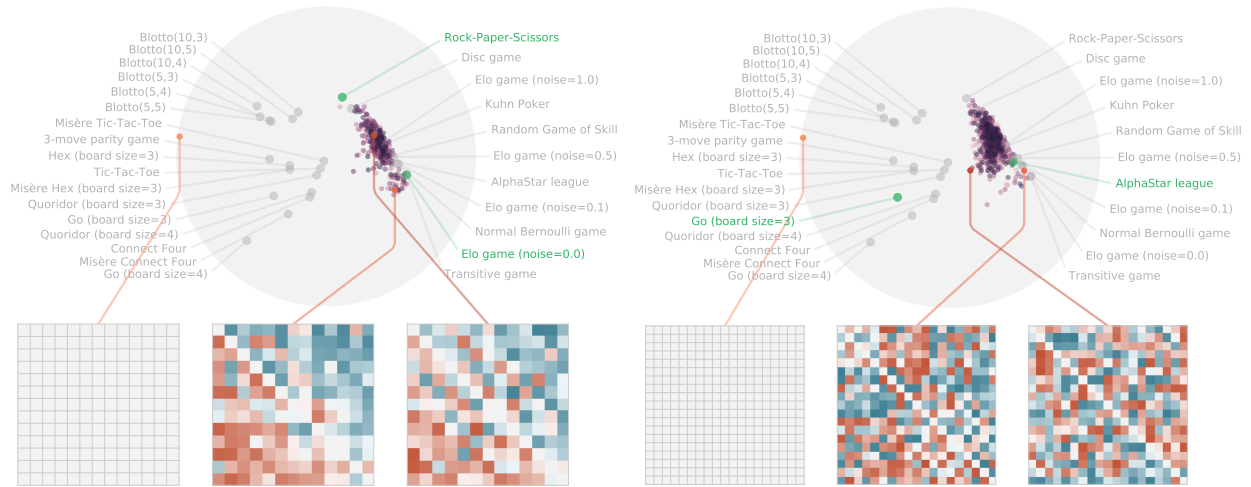 Blotto(10,3)
Blotto(10,5)
Blotto(10,4)
Blotto(5,3)
Blotto(5,4)
Blotto(5,5)
Misère Tic-Tac-Toe
3-move parity game
Hex (board size=3)
Tic-Tac-Toe
Misère Hex (board size=3)
Quoridor (board size=3)
Go (board size=3)
Quoridor (board size=4)
Connect Four
Misère Connect Four
Go (board size=4)
Rock-Paper-Scissors
Disc game
Elo game (noise=1.0)
Kuhn Poker
Random Game of Skill
Elo game (noise=0.5)
AlphaStar league
Elo game (noise=0.1)
Normal Bernoulli game
Elo game (noise=0.0)
Transitive game
Blotto(10,3)
Blotto(10,5)
Blotto(10,4)
Blotto(5,3)
Blotto(5,4)
Blotto(5,5)
Misère Tic-Tac-Toe
3-move parity game
Hex (board size=3)
Tic-Tac-Toe
Misère Hex (board size=3)
Quoridor (board size=3)
Go (board size=3)
Quoridor (board size=4)
Connect Four
Misère Connect Four
Go (board size=4)
Rock-Paper-Scissors
Disc game
Elo game (noise=1.0)
Kuhn Poker
Random Game of Skill
Elo game (noise=0.5)
AlphaStar league
Elo game (noise=0.1)
Normal Bernoulli game
Elo game (noise=0.0)
Transitive game